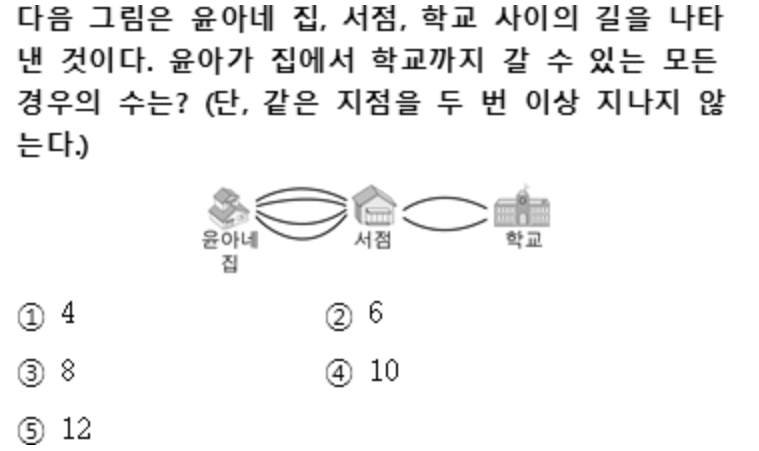 다음 그림은 윤아네 집, 서점, 학교 사이의 길을 나타
낸 것이다. 윤아가 집에서 학교까지 갈 수 있는 모든
경우의 수는? (단, 같은 지점을 두 번 이상 지나지 않
는다.)
윤아네 서점 학교
집
① 4 ② 6
③ 8 ④ 10
⑤ 12